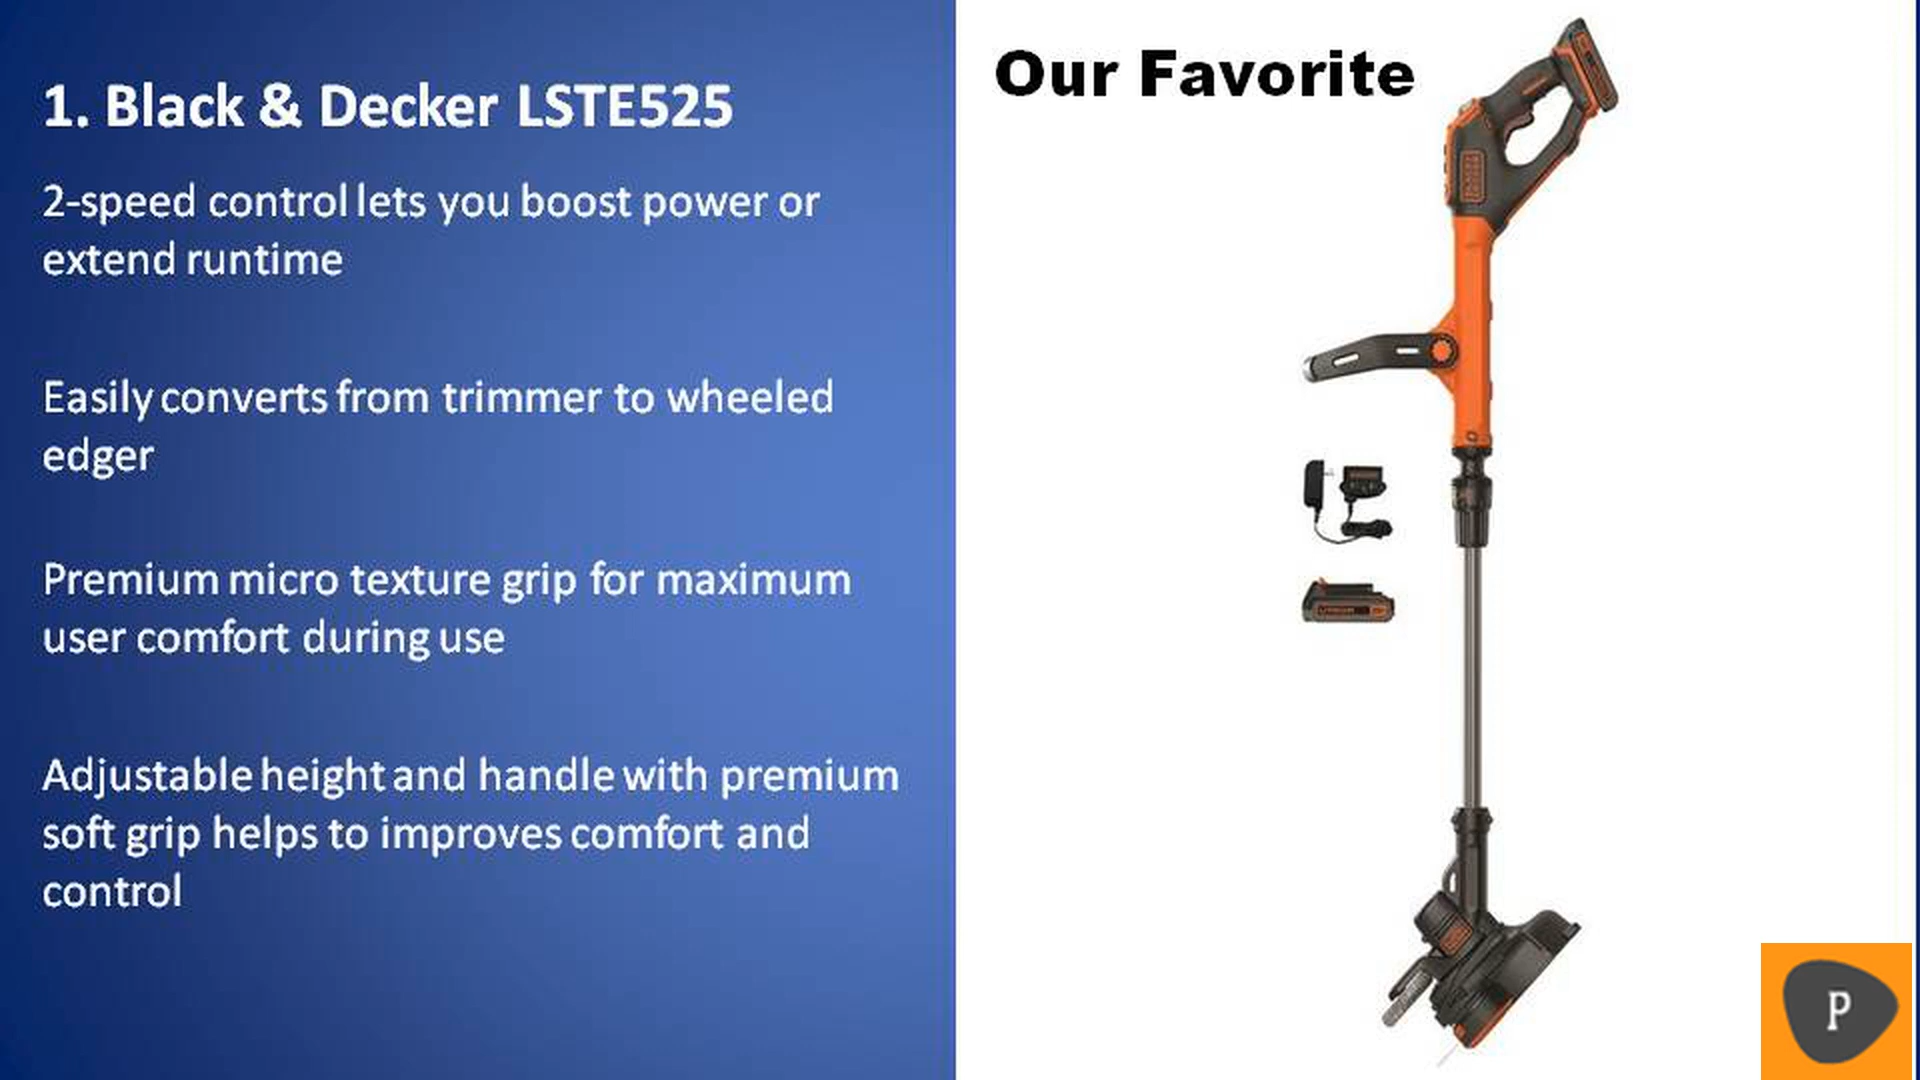 1. Black & Decker LSTE525
2-speed control lets you boost power or
extend runtime
Easily converts from trimmer to wheeled
edger
Premium micro texture grip for maximum
user comfort during use
Adjustable height and handle with premium
soft grip helps to improves comfort and
control
Our Favorite
P